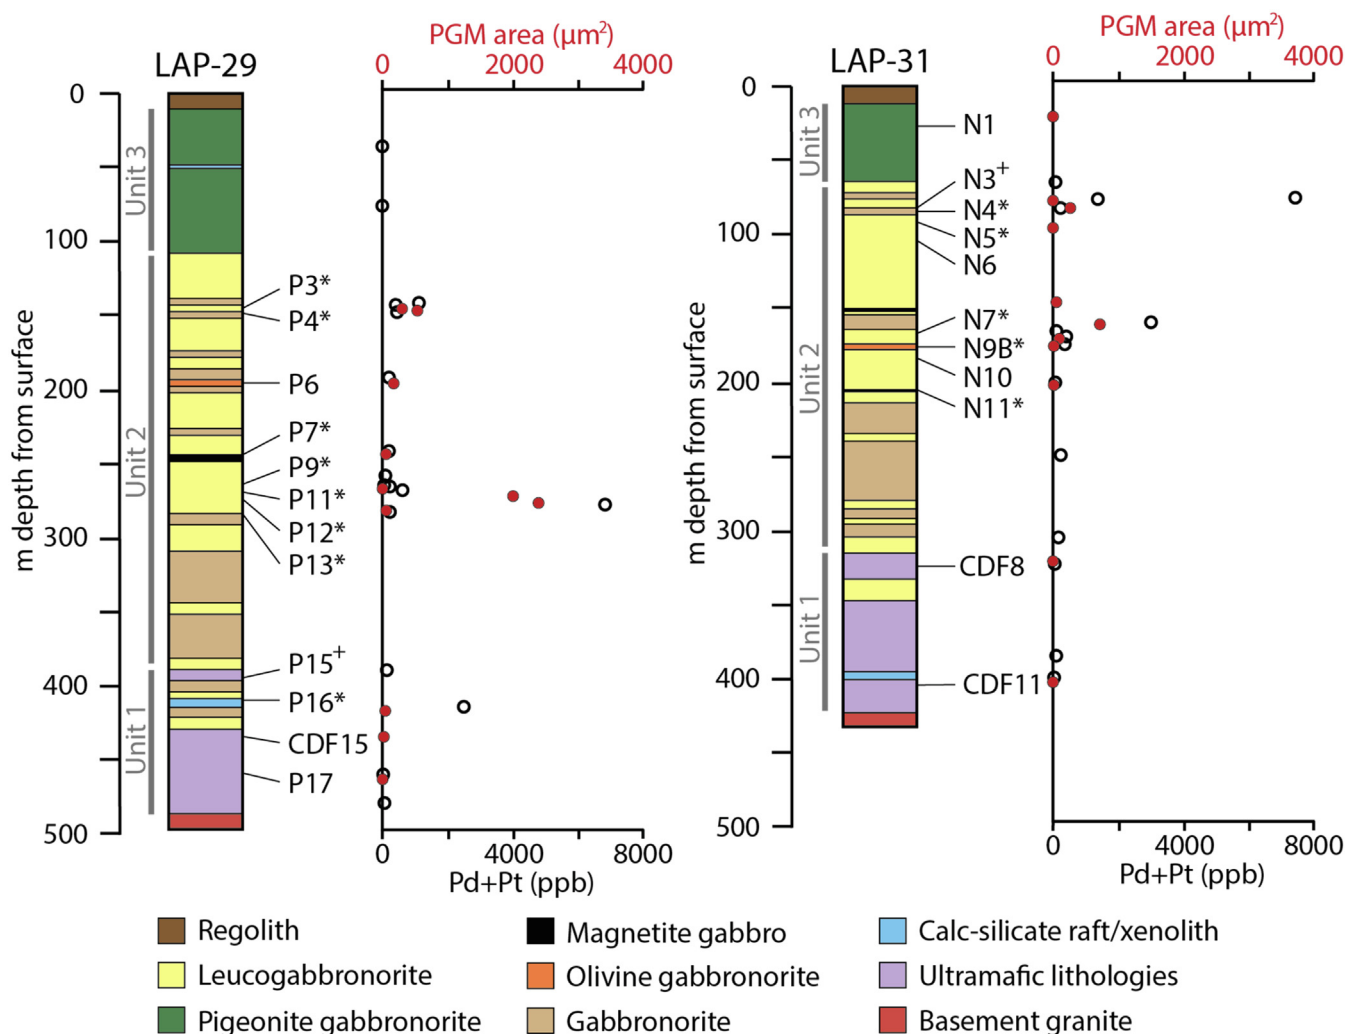 PGM area (µm²)
0 2000 4000
LAP-29
0
100
200
300
400
500
m depth from surface
Unit 3
Unit 2
Unit 1
P3*
P4*
P6
P7*
P9*
P11*
P12*
P13*
P15⁺
P16*
CDF15
P17
0 4000 8000
Pd+Pt (ppb)
PGM area (µm²)
0 2000 4000
LAP-31
0
100
200
300
400
500
m depth from surface
Unit 3
Unit 2
Unit 1
N1
N3⁺
N4*
N5*
N6
N7*
N9B*
N10
N11*
CDF8
CDF11
0 4000 8000
Pd+Pt (ppb)
Regolith
Leucogabbronorite
Pigeonite gabbronorite
Magnetite gabbro
Olivine gabbronorite
Gabbronorite
Calc-silicate raft/xenolith
Ultramafic lithologies
Basement granite